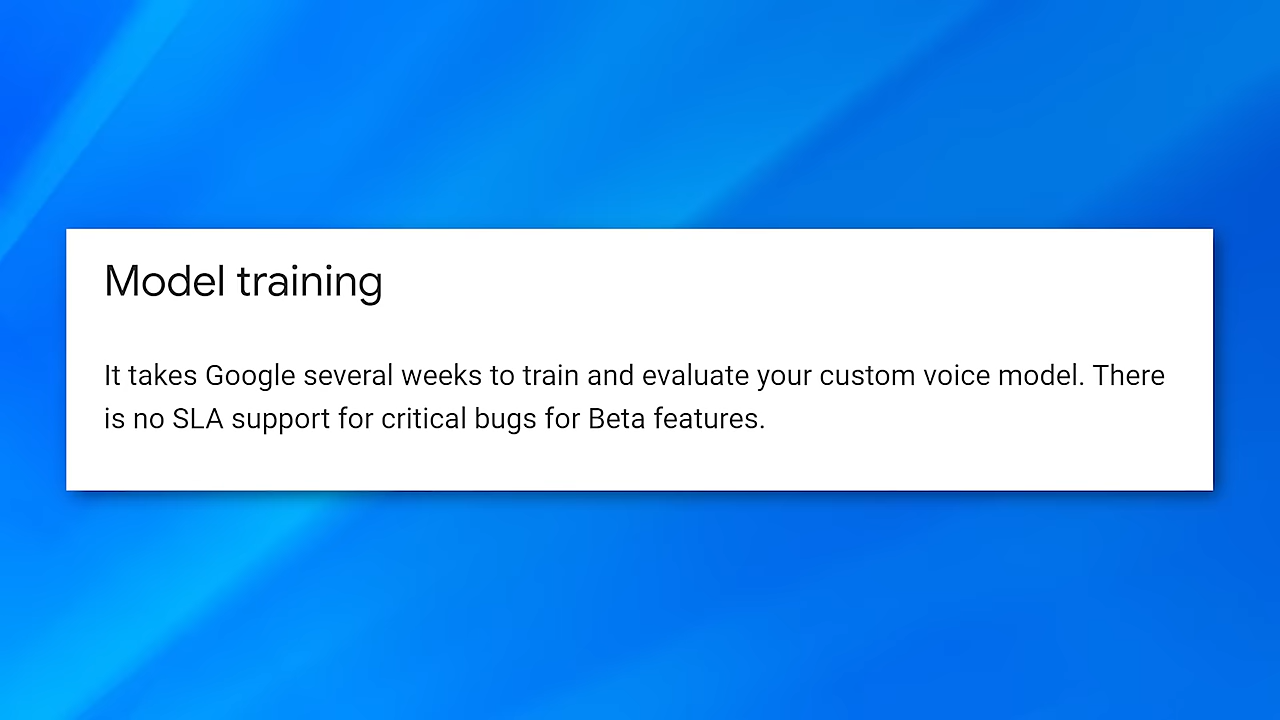 Model training
It takes Google several weeks to train and evaluate your custom voice model. There
is no SLA support for critical bugs for Beta features.